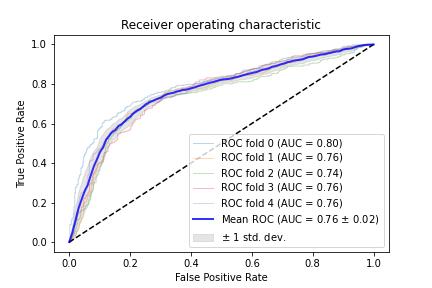 Receiver operating characteristic
True Positive Rate
1.0
0.8
0.6
0.4
0.2
0.0
ROC fold 0 (AUC = 0.80)
ROC fold 1 (AUC = 0.76)
ROC fold 2 (AUC = 0.74)
ROC fold 3 (AUC = 0.76)
ROC fold 4 (AUC = 0.76)
Mean ROC (AUC = 0.76 ± 0.02)
± 1 std. dev.
0.0 0.2 0.4 0.6 0.8 1.0
False Positive Rate